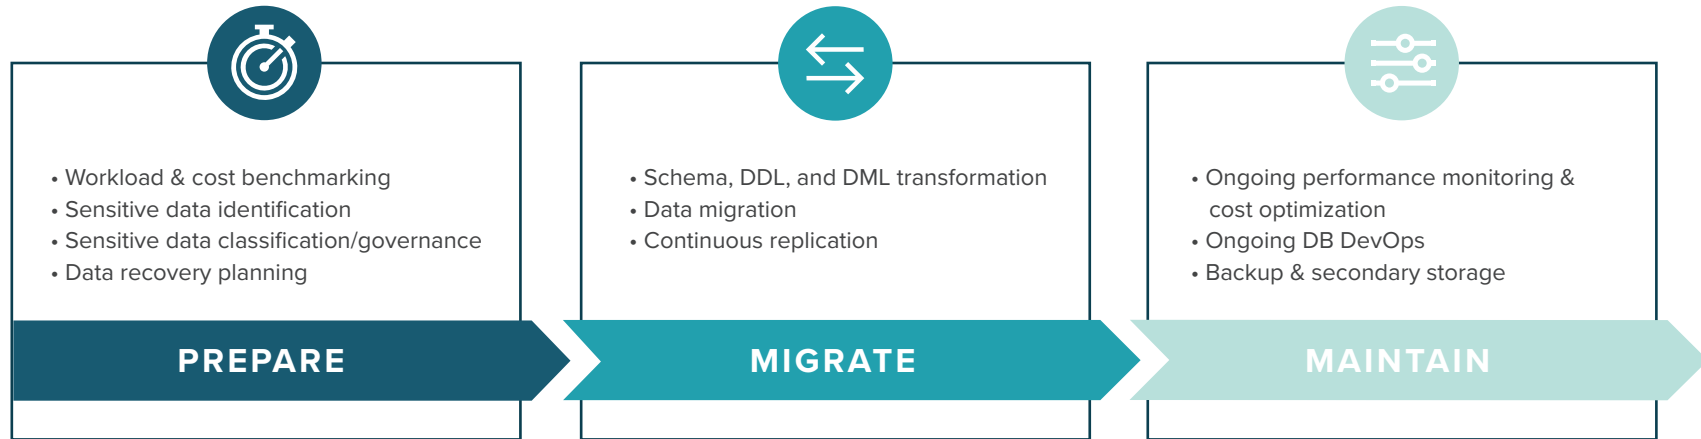 • Workload & cost benchmarking
• Sensitive data identification
• Sensitive data classification/governance
• Data recovery planning
PREPARE
• Schema, DDL, and DML transformation
• Data migration
• Continuous replication
MIGRATE
• Ongoing performance monitoring &
cost optimization
• Ongoing DB DevOps
• Backup & secondary storage
MAINTAIN